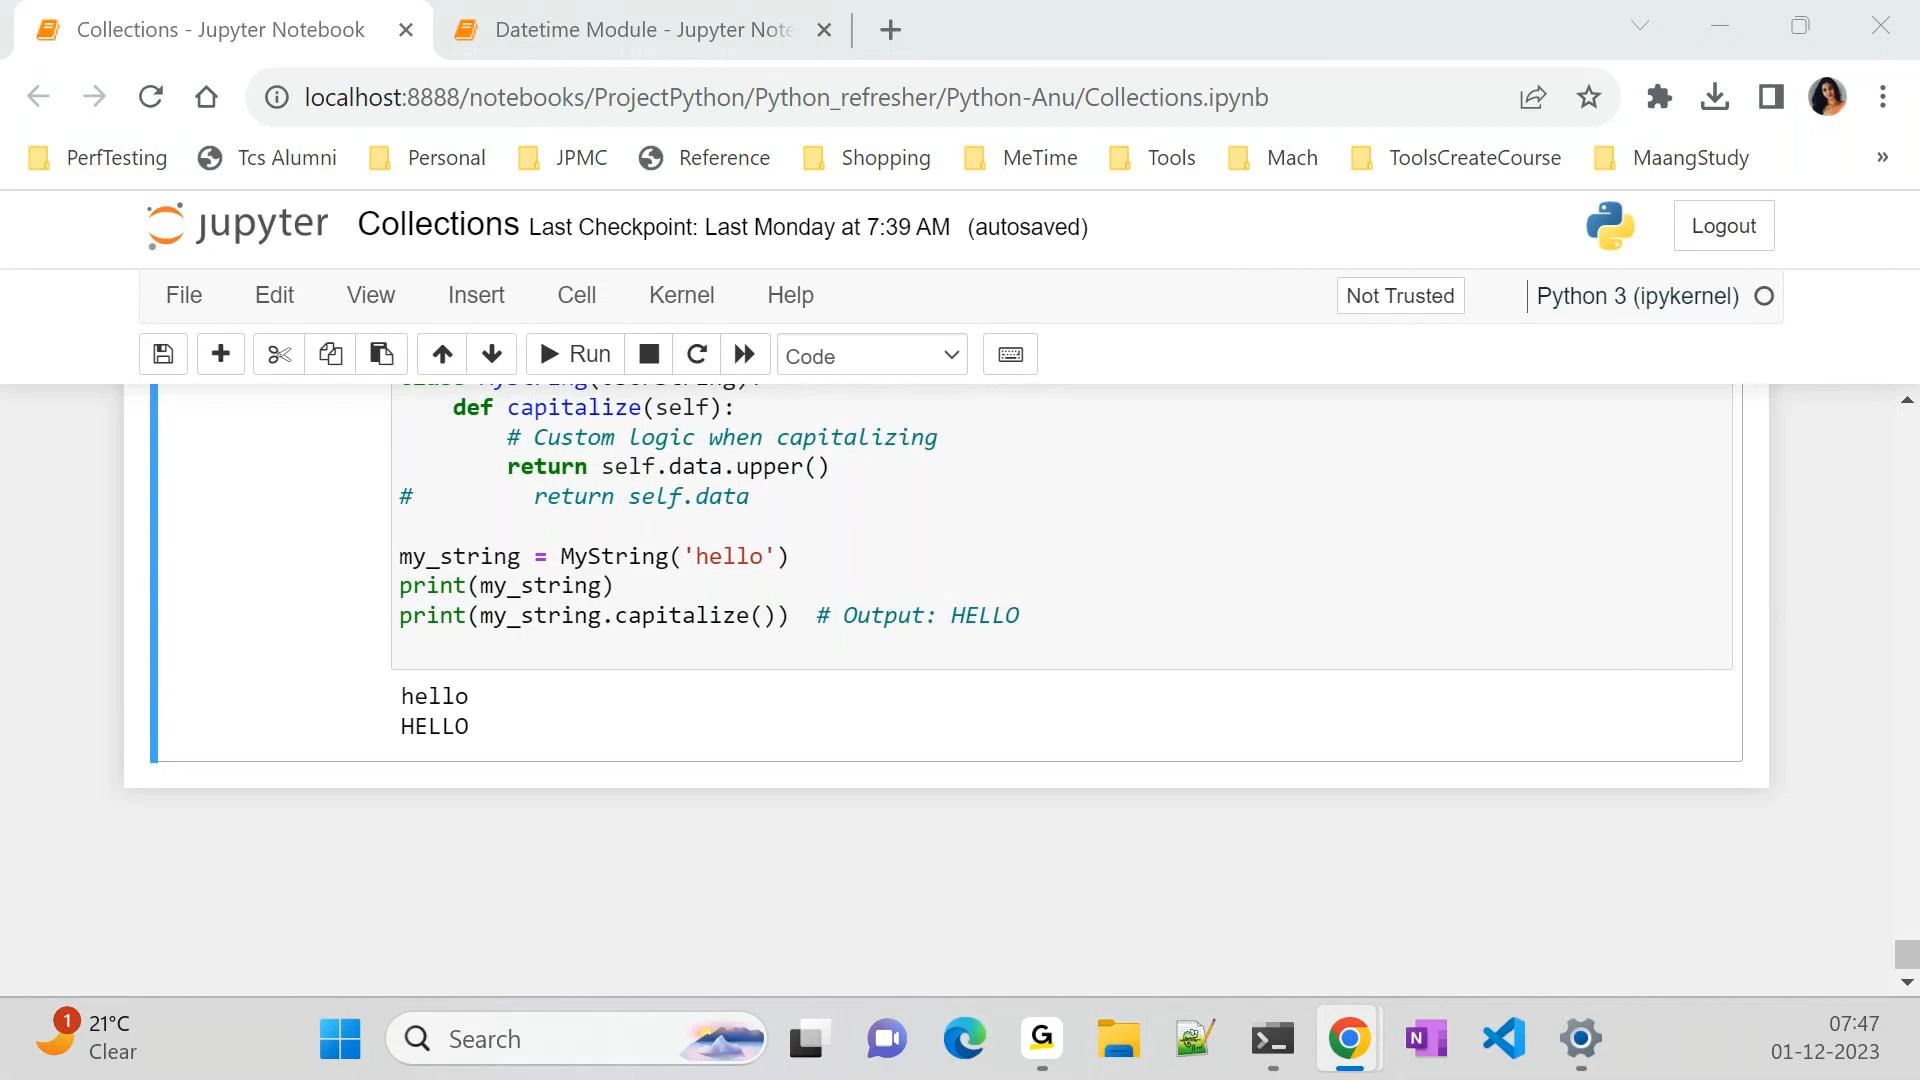 Collections - Jupyter Notebook
Datetime Module - Jupyter Note
localhost:8888/notebooks/ProjectPython/Python_refresher/Python-Anu/Collections.ipynb
PerfTesting Tcs Alumni Personal JPMC Reference Shopping MeTime Tools Mach ToolsCreateCourse MaangStudy »
jupyter Collections Last Checkpoint: Last Monday at 7:39 AM (autosaved) Logout
File Edit View Insert Cell Kernel Help Not Trusted Python 3 (ipykernel)
Run Code
def capitalize(self):
# Custom logic when capitalizing
return self.data.upper()
# return self.data
my_string = MyString('hello')
print(my_string)
print(my_string.capitalize()) # Output: HELLO
hello
HELLO
1 21°C
Clear
Search
G
N
07:47
01-12-2023